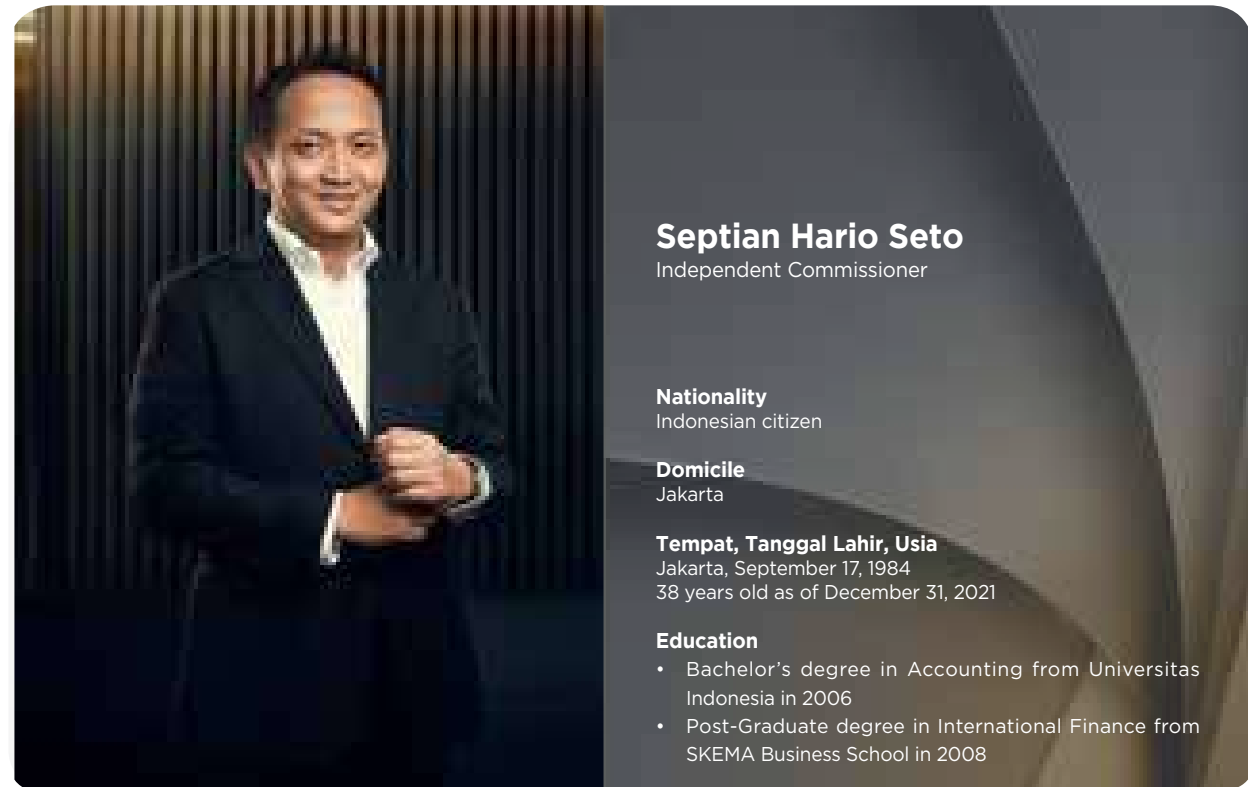 Septian Hario Seto
Independent Commissioner
Nationality
Indonesian citizen
Domicile
Jakarta
Tempat, Tanggal Lahir, Usia
Jakarta, September 17, 1984
38 years old as of December 31, 2021
Education
• Bachelor’s degree in Accounting from Universitas
Indonesia in 2006
• Post-Graduate degree in International Finance from
SKEMA Business School in 2008